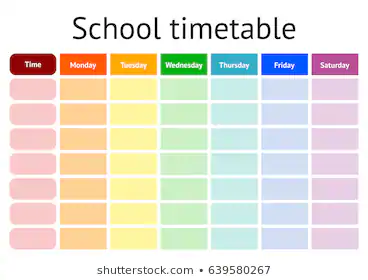 School timetable
Time Monday Tuesday Wednesday Thursday Friday Saturday
shutterstock.com • 639580267